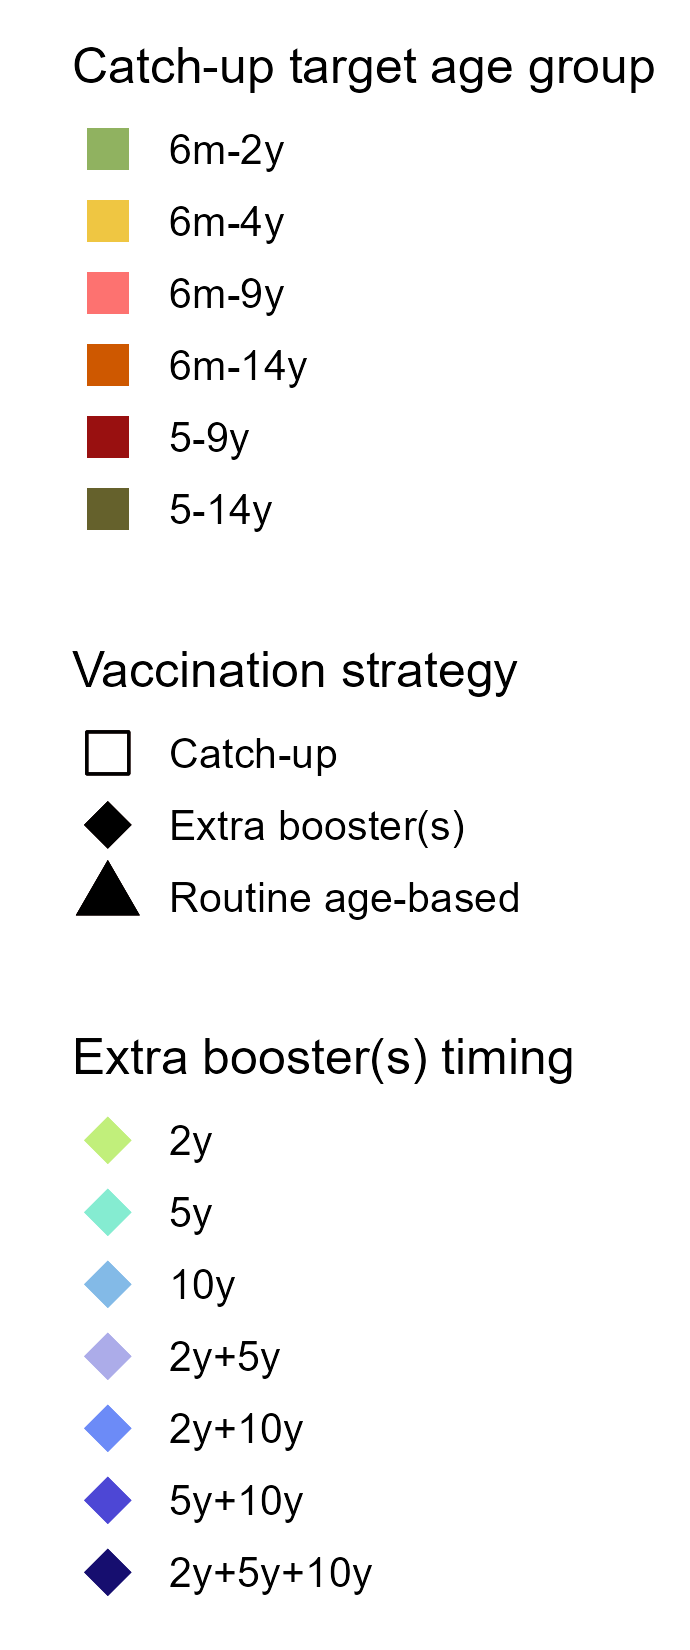 Catch-up target age group
6m-2y
6m-4y
6m-9y
6m-14y
5-9y
5-14y
Vaccination strategy
Catch-up
Extra booster(s)
Routine age-based
Extra booster(s) timing
2y
5y
10y
2y+5y
2y+10y
5y+10y
2y+5y+10y